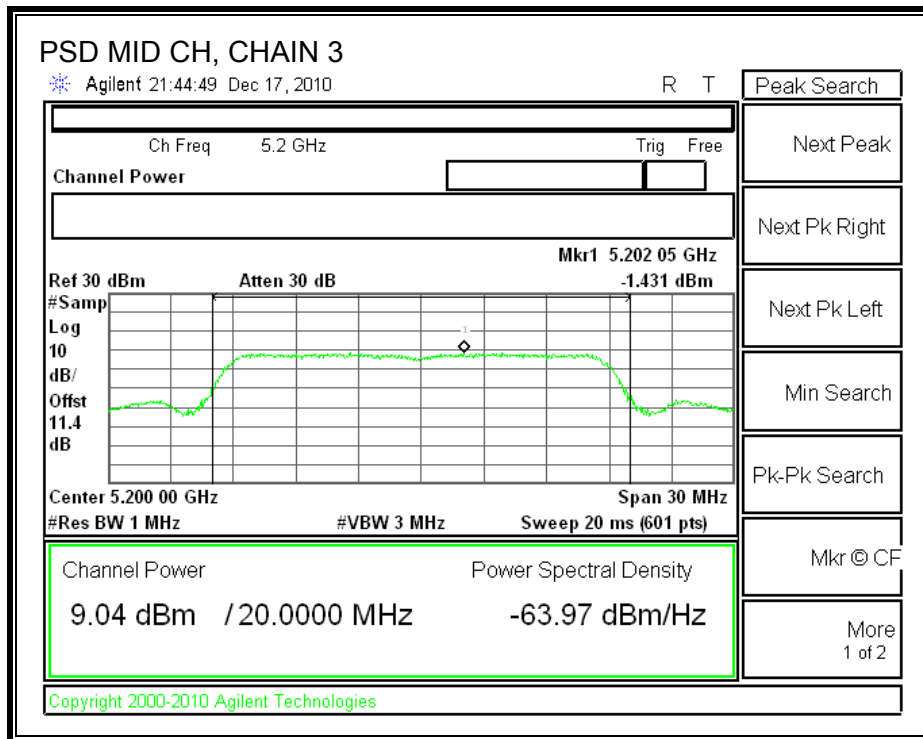 PSD MID CH, CHAIN 3
Agilent 21:44:49 Dec 17, 2010 R T
Peak Search
Ch Freq 5.2 GHz Trig Free
Channel Power
Next Peak
Next Pk Right
Mkr1 5.202 05 GHz
Ref 30 dBm Atten 30 dB -1.431 dBm
#Samp
Log
10
dB/
Offst
11.4
dB
1
Next Pk Left
Min Search
Pk-Pk Search
Center 5.200 00 GHz Span 30 MHz
#Res BW 1 MHz #VBW 3 MHz Sweep 20 ms (601 pts)
Mkr © CF
Channel Power Power Spectral Density
9.04 dBm / 20.0000 MHz -63.97 dBm/Hz
More
1 of 2
Copyright 2000-2010 Agilent Technologies